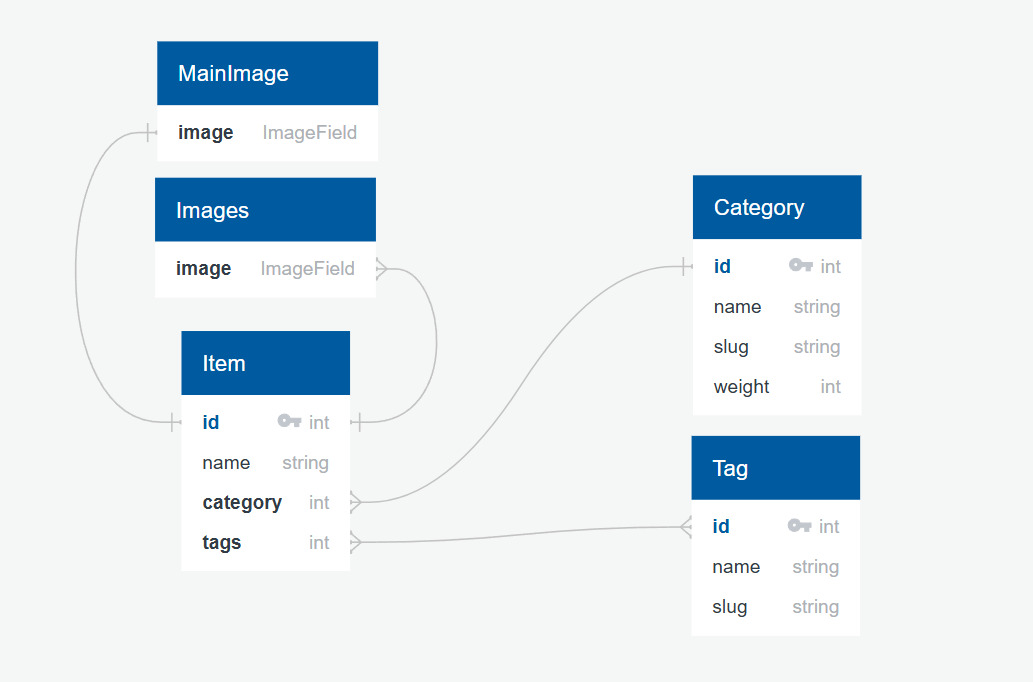 MainImage
image ImageField
Images
image ImageField
Item
id int
name string
category int
tags int
Category
id int
name string
slug string
weight int
Tag
id int
name string
slug string